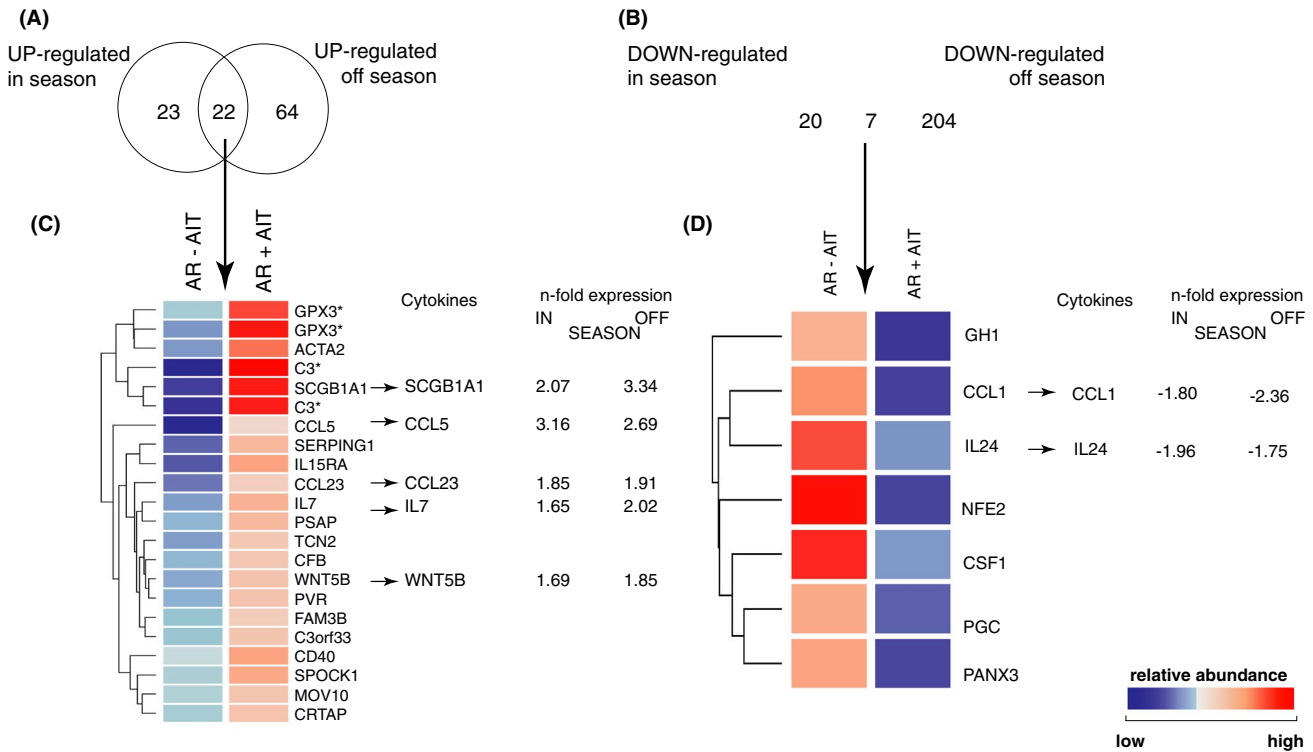 (A)
UP-regulated
in season
UP-regulated
off season
23 22 64
(B)
DOWN-regulated
in season
DOWN-regulated
off season
20 7 204
(C)
AR - AIT
AR + AIT
Cytokines
n-fold expression
IN OFF
SEASON
GPX3*
GPX3*
ACTA2
C3*
SCGB1A1 SCGB1A1 2.07 3.34
C3*
CCL5 CCL5 3.16 2.69
SERPING1
IL15RA
CCL23 CCL23 1.85 1.91
IL7 IL7 1.65 2.02
PSAP
TCN2
CFB
WNT5B WNT5B 1.69 1.85
PVR
FAM3B
C3orf33
CD40
SPOCK1
MOV10
CRTAP
(D)
AR - AIT
AR + AIT
Cytokines
n-fold expression
IN OFF
SEASON
GH1
CCL1 CCL1 -1.80 -2.36
IL24 IL24 -1.96 -1.75
NFE2
CSF1
PGC
PANX3
relative abundance
low high